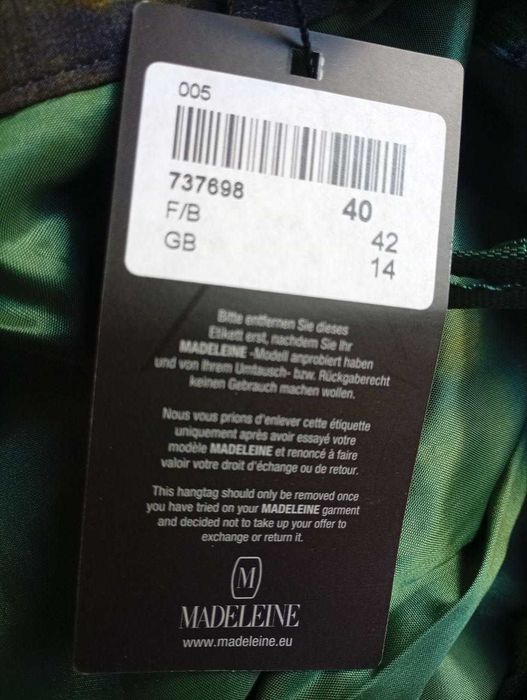 005
737698 40
F/B 42
GB 14
Bitte entfernen Sie dieses
Etikett erst, nachdem Sie Ihr
MADELEINE -Modell anprobiert haben
und von Ihrem Umtausch- bzw. Rückgaberecht
keinen Gebrauch machen wollen.
Nous vous prions d'enlever cette étiquette
uniquement après avoir essayé votre
modèle MADELEINE et renoncé à faire
valoir votre droit d'échange ou de retour.
This hangtag should only be removed once
you have tried on your MADELEINE garment
and decided not to take up your offer to
exchange or return it.
M
MADELEINE
www.madeleine.eu